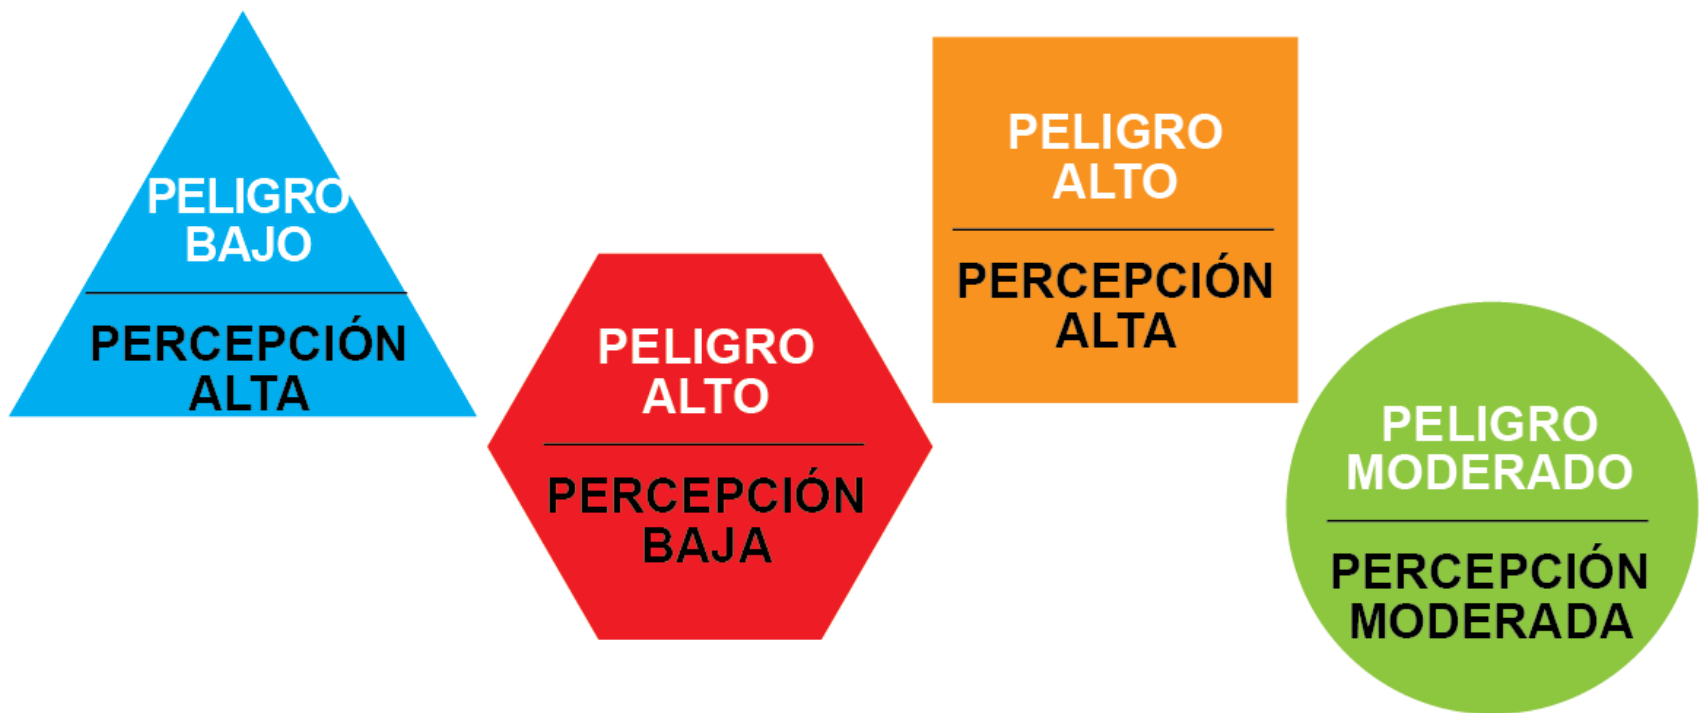 PELIGRO
BAJO
PERCEPCIÓN
ALTA
PELIGRO
ALTO
PERCEPCIÓN
BAJA
PELIGRO
ALTO
PERCEPCIÓN
ALTA
PELIGRO
MODERADO
PERCEPCIÓN
MODERADA